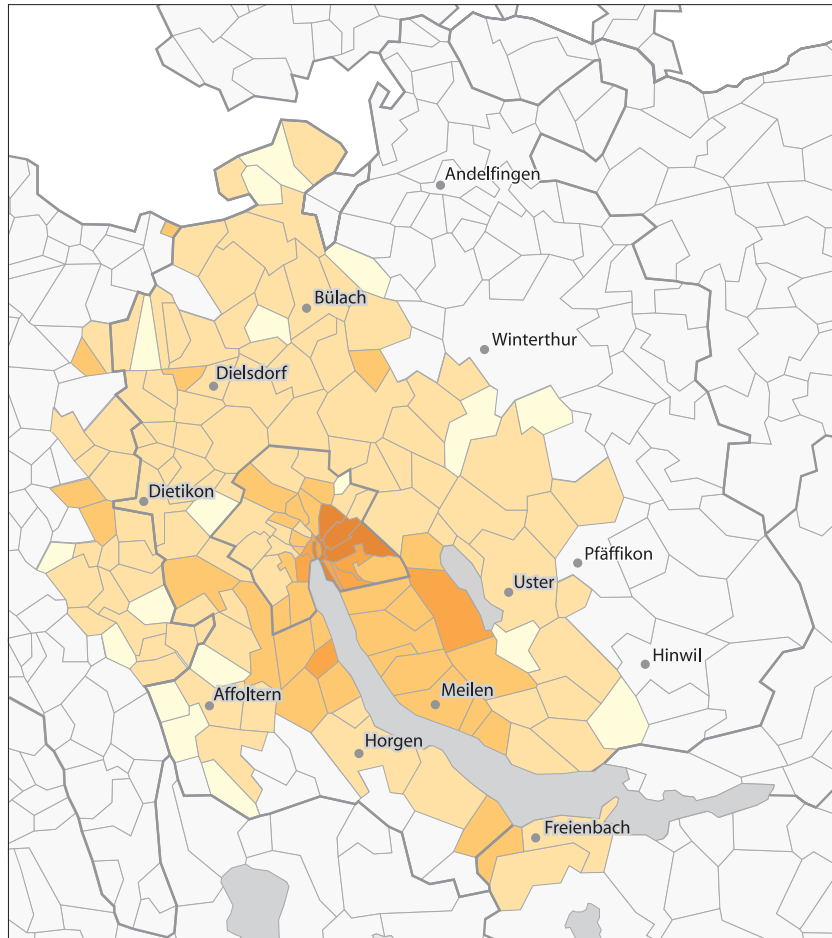 Andelfingen
Bülach
Winterthur
Dielsdorf
Dietikon
Pfäffikon
Uster
Hinwil
Affoltern
Meilen
Horgen
Freienbach